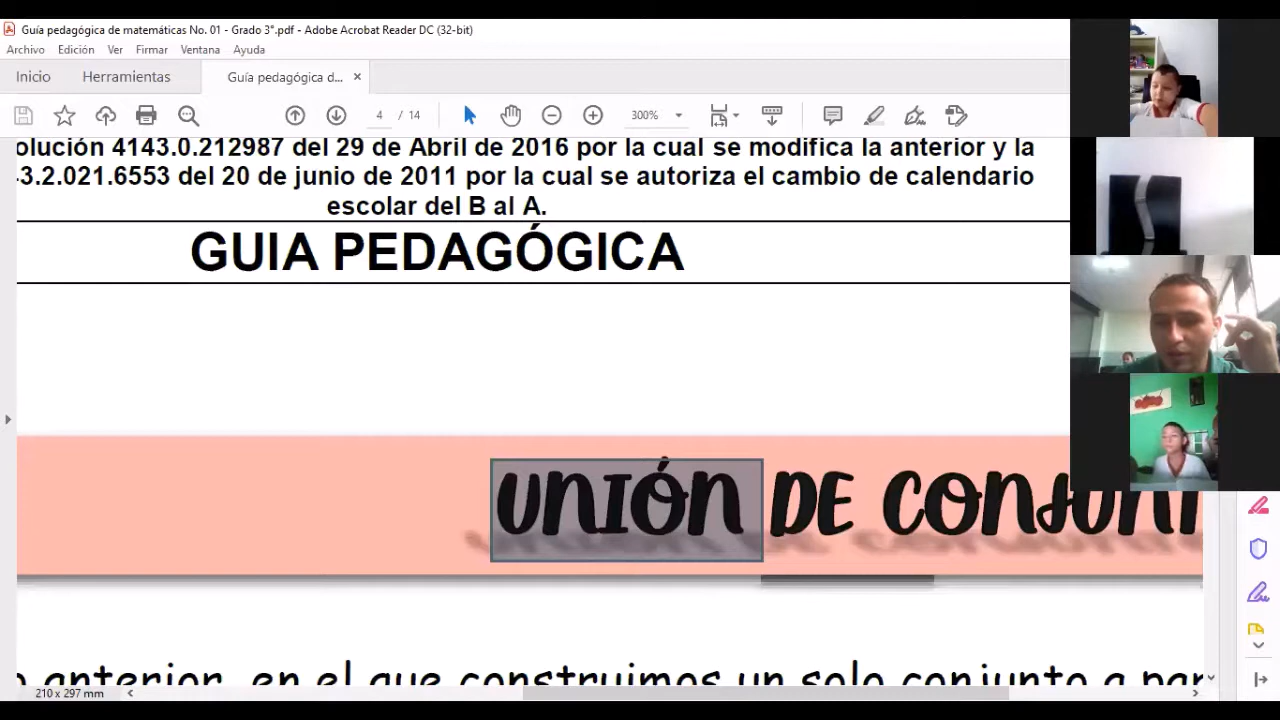 Guía pedagógica de matemáticas No. 01 - Grado 3°.pdf - Adobe Acrobat Reader DC (32-bit)
Archivo Edición Ver Firmar Ventana Ayuda
Inicio Herramientas Guía pedagógica d... ×
4 / 14 300%
olución 4143.0.212987 del 29 de Abril de 2016 por la cual se modifica la anterior y la
43.2.021.6553 del 20 de junio de 2011 por la cual se autoriza el cambio de calendario
escolar del B al A.
GUIA PEDAGÓGICA
UNIÓN DE CONJUNT
o anterior, en el que construimos un solo conjunto a par
210 x 297 mm